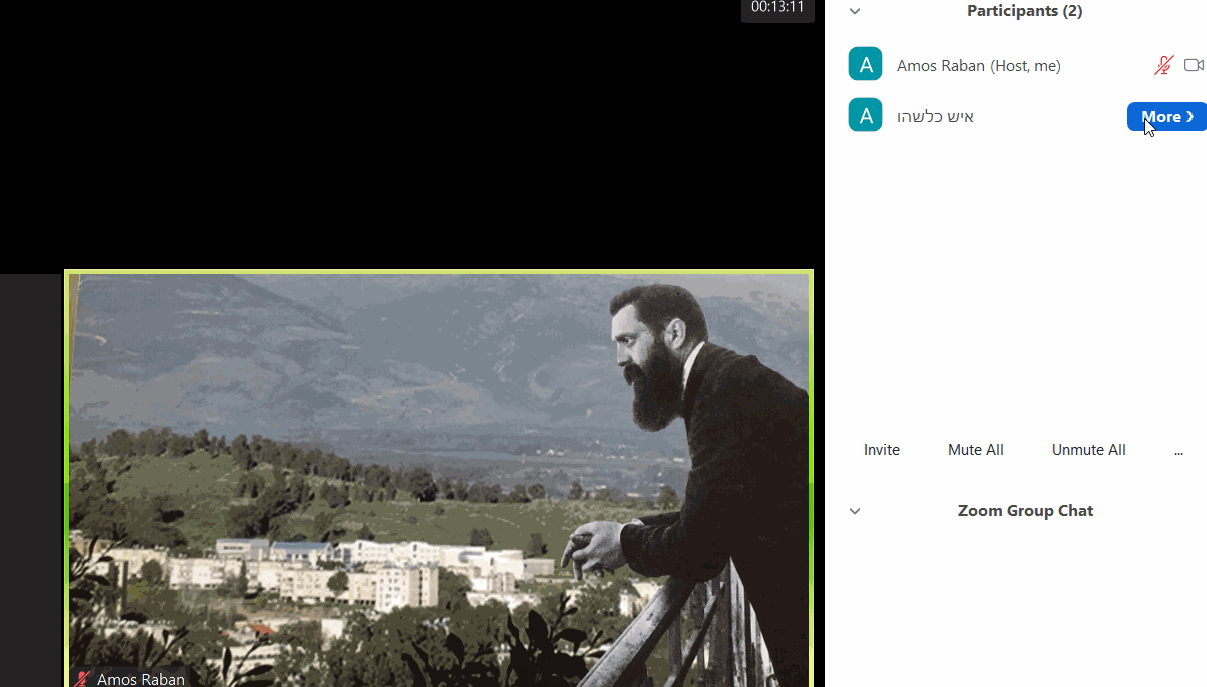 00:13:11
Participants (2)
A
Amos Raban (Host, me)
A
איש כלשהו
More
Invite
Mute All
Unmute All
...
Zoom Group Chat
Amos Raban